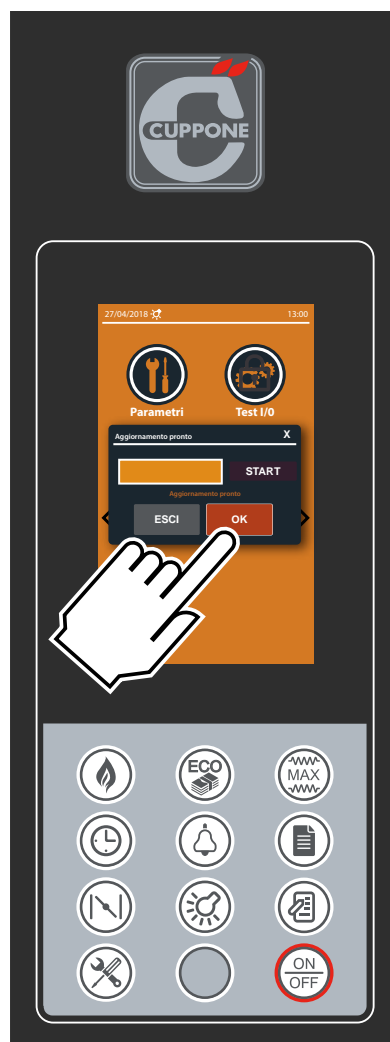 CUPPONE
27/04/2018 13:00
Parametri Test I/0
Aggiornamento pronto X
START
Aggiornamento pronto
ESCI OK
ECO MAX
ON
OFF